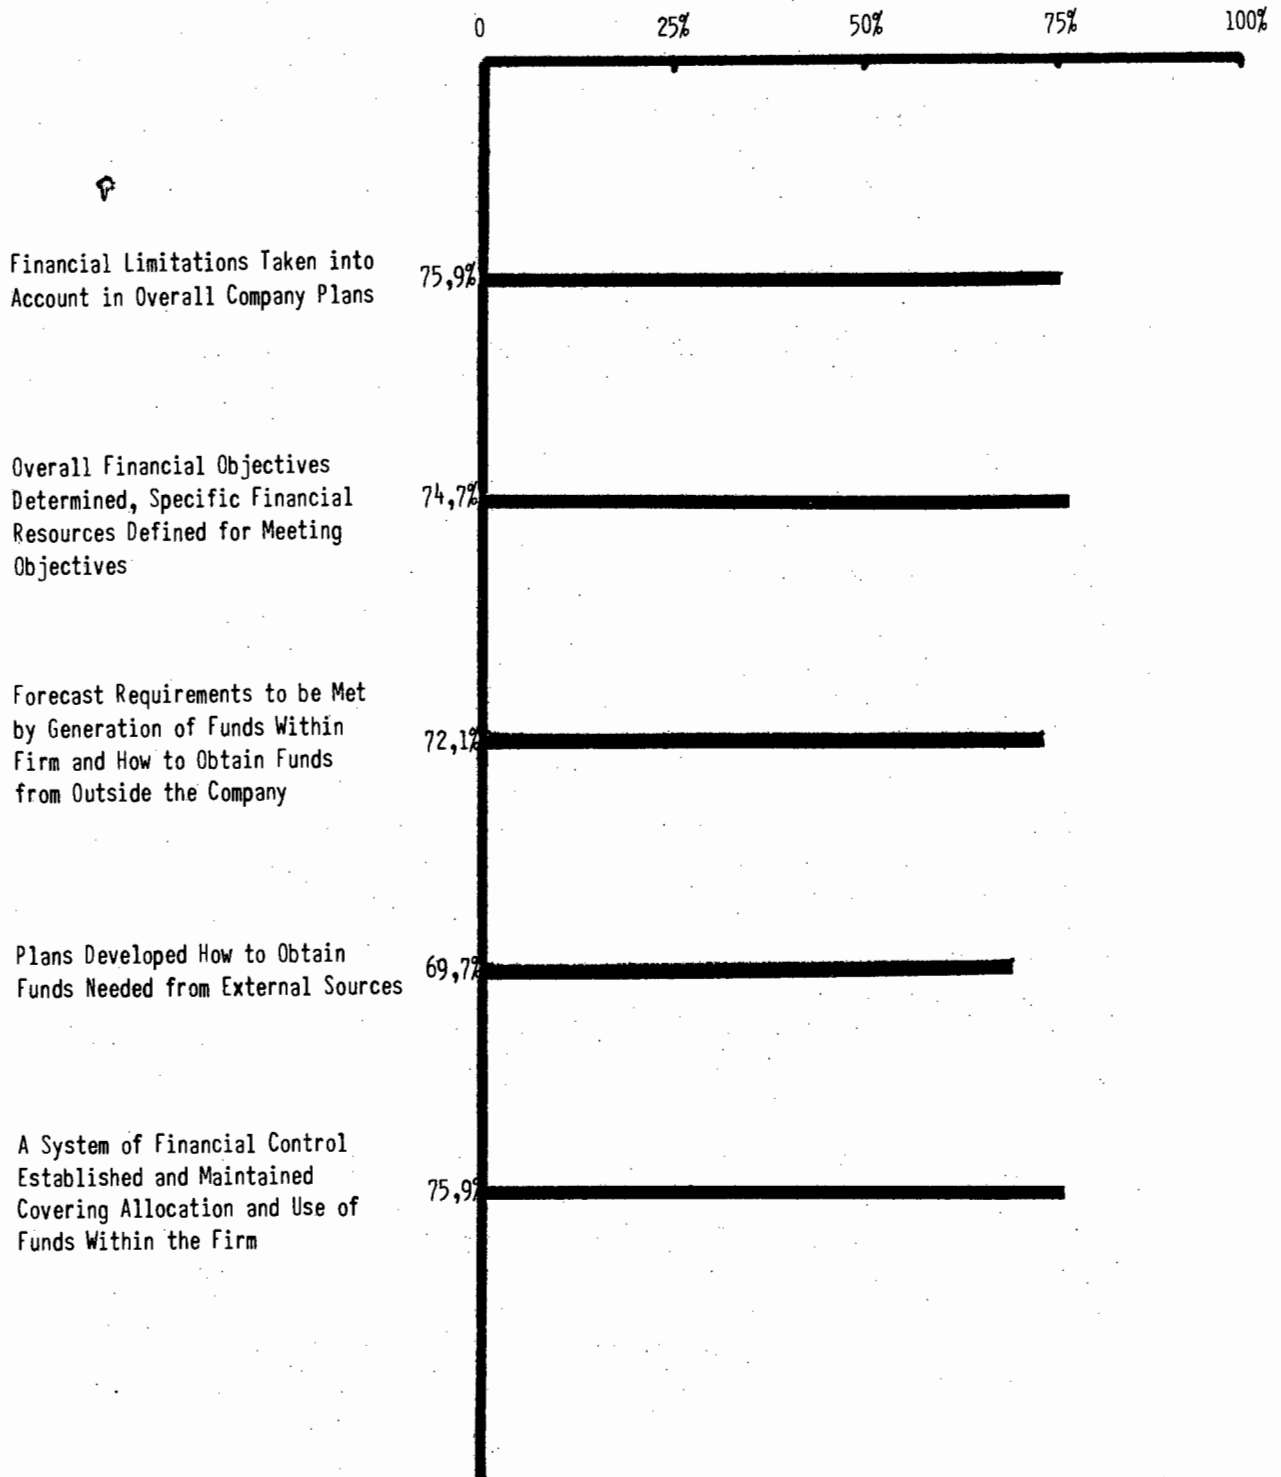 0 25% 50% 75% 100%
Financial Limitations Taken into
Account in Overall Company Plans
75,9%
Overall Financial Objectives
Determined, Specific Financial
Resources Defined for Meeting
Objectives
74,7%
Forecast Requirements to be Met
by Generation of Funds Within
Firm and How to Obtain Funds
from Outside the Company
72,1%
Plans Developed How to Obtain
Funds Needed from External Sources
69,7%
A System of Financial Control
Established and Maintained
Covering Allocation and Use of
Funds Within the Firm
75,9%